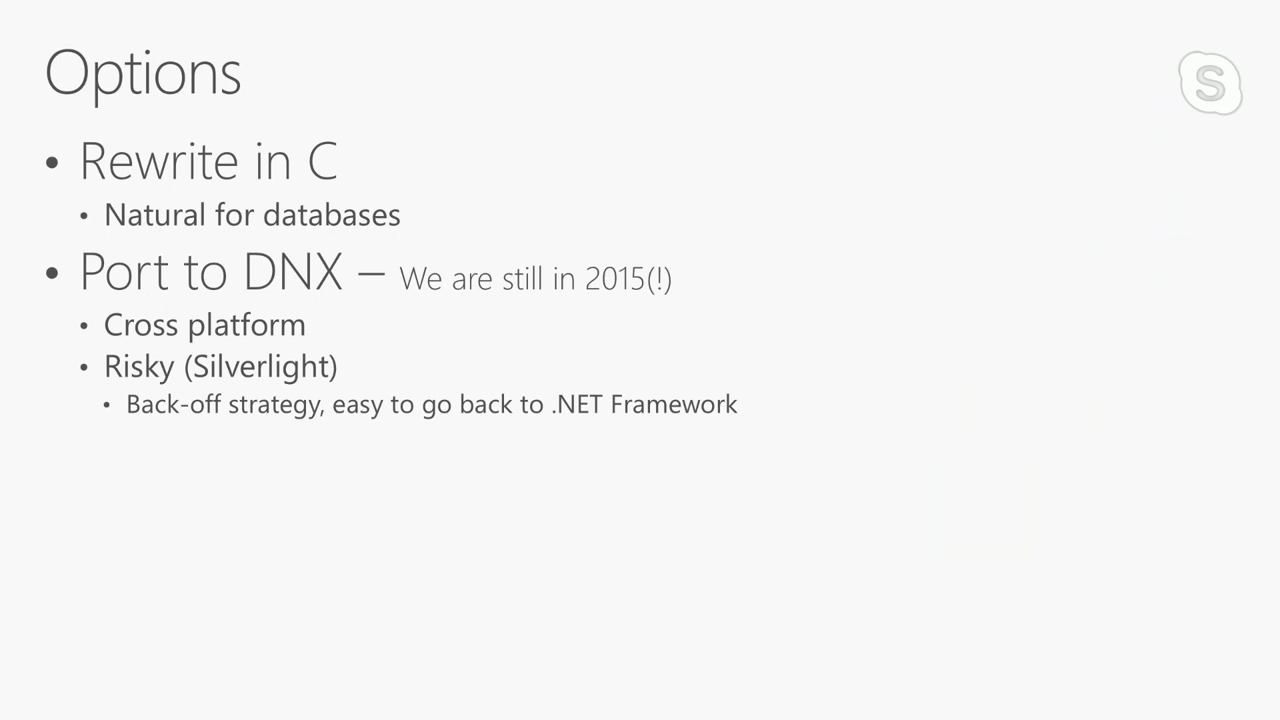 Options
S
• Rewrite in C
• Natural for databases
• Port to DNX – We are still in 2015(!)
• Cross platform
• Risky (Silverlight)
• Back-off strategy, easy to go back to .NET Framework